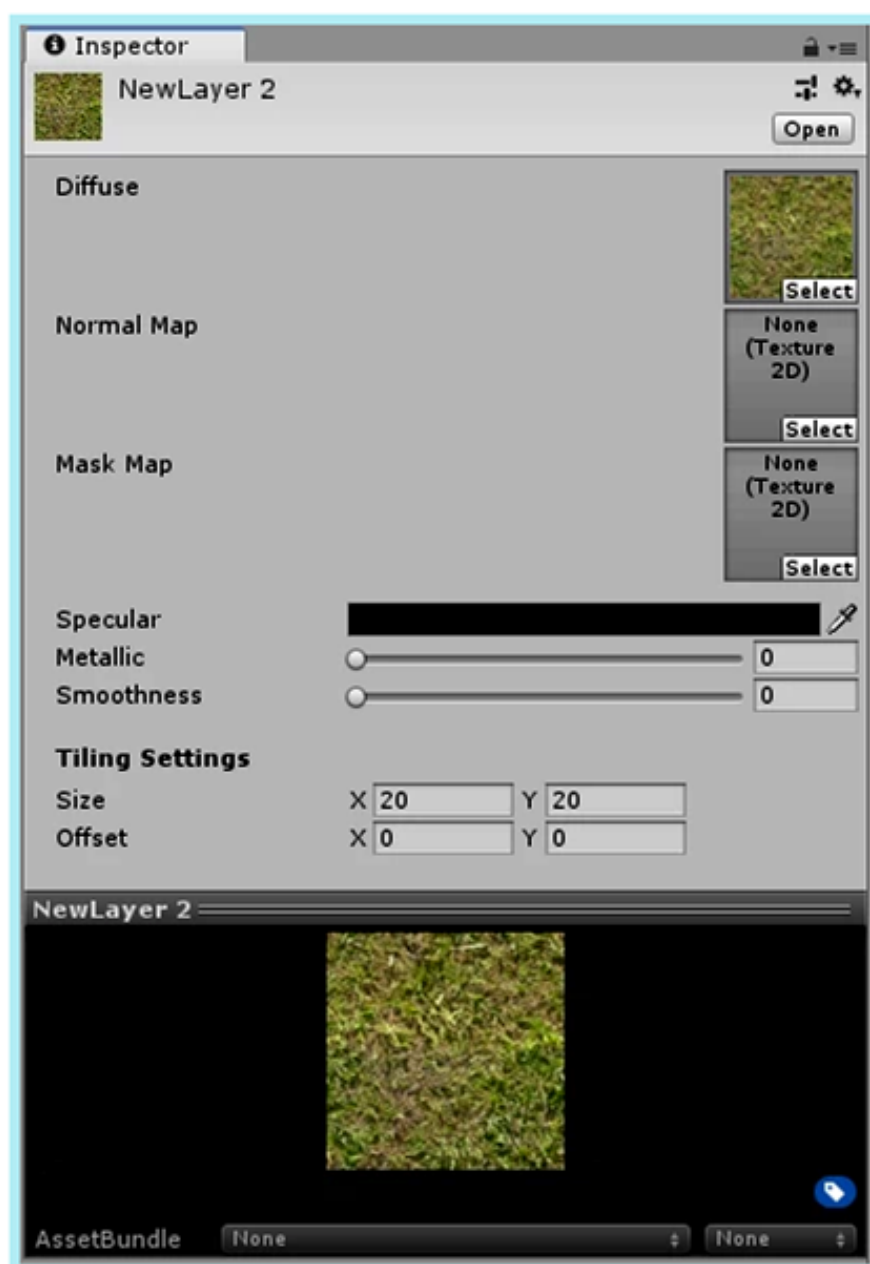 Inspector
NewLayer 2
Open
Diffuse
Select
Normal Map
None
(Texture
2D)
Select
Mask Map
None
(Texture
2D)
Select
Specular
Metallic 0
Smoothness 0
Tiling Settings
Size X 20 Y 20
Offset X 0 Y 0
NewLayer 2
AssetBundle None None